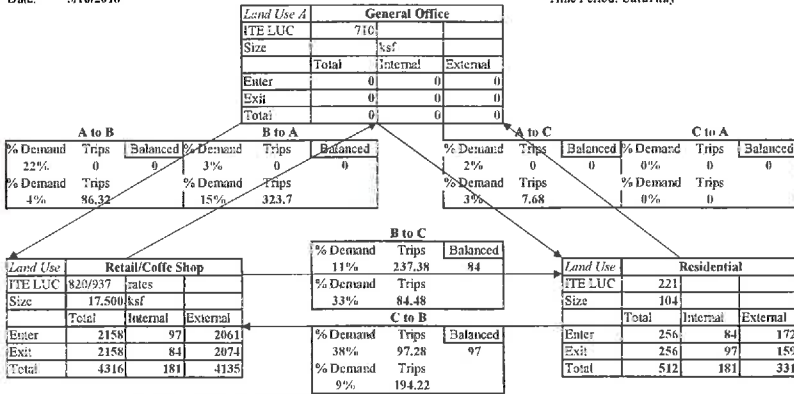 Land Use A General Office
ITE LUC 710
Size ksf
Total Internal External
Enter 0 0 0
Exit 0 0 0
Total 0 0 0
A to B B to A A to C C to A
% Demand Trips Balanced % Demand Trips Balanced % Demand Trips Balanced % Demand Trips Balanced
22% 0 0 3% 0 0 2% 0 0 0% 0 0
% Demand Trips % Demand Trips % Demand Trips % Demand Trips
4% 86.32 15% 323.7 3% 7.68 0% 0
B to C
% Demand Trips Balanced
11% 237.38 84
% Demand Trips
33% 84.48
C to B
% Demand Trips Balanced
38% 97.28 97
% Demand Trips
9% 194.22
Land Use Retail/Coffe Shop
ITE LUC 820/937 rates
Size 17.500 ksf
Total Internal External
Enter 2158 97 2061
Exit 2158 84 2074
Total 4316 181 4135
Land Use Residential
ITE LUC 221
Size 104
Total Internal External
Enter 256 84 172
Exit 256 97 159
Total 512 181 331